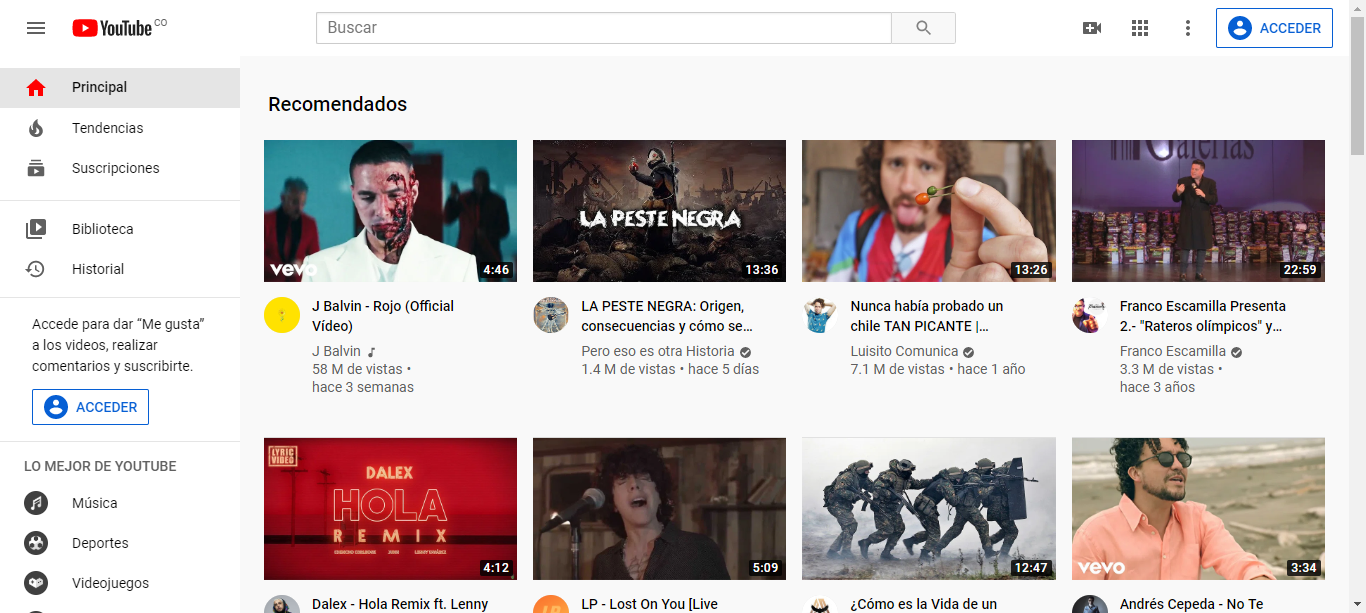 YouTube CO
Buscar
ACCEDER
Principal
Tendencias
Suscripciones
Biblioteca
Historial
Accede para dar “Me gusta”
a los videos, realizar
comentarios y suscribirte.
ACCEDER
LO MEJOR DE YOUTUBE
Música
Deportes
Videojuegos
Recomendados
vevo
4:46
J Balvin - Rojo (Official
Vídeo)
J Balvin
58 M de vistas •
hace 3 semanas
LA PESTE NEGRA
13:36
LA PESTE NEGRA: Origen,
consecuencias y cómo se...
Pero eso es otra Historia
1.4 M de vistas • hace 5 días
13:26
Nunca había probado un
chile TAN PICANTE |...
Luisito Comunica
7.1 M de vistas • hace 1 año
Galerías
22:59
Franco Escamilla Presenta
2.- "Rateros olímpicos" y...
Franco Escamilla
3.3 M de vistas •
hace 3 años
LYRIC
VIDEO
DALEX
HOLA
REMIX
4:12
Dalex - Hola Remix ft. Lenny
5:09
LP
LP - Lost On You [Live
12:47
¿Cómo es la Vida de un
vevo
3:34
Andrés Cepeda - No Te